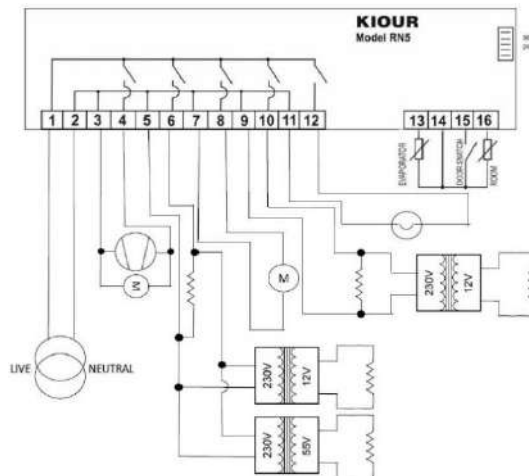 KIOUR
Model RN5
1 2 3 4 5 6 7 8 9 10 11 12
13 14 15 16
EVAPORATOR
DOOR SWITCH
ROOM
M
M
230V 12V
LIVE NEUTRAL
230V 12V
230V 55V